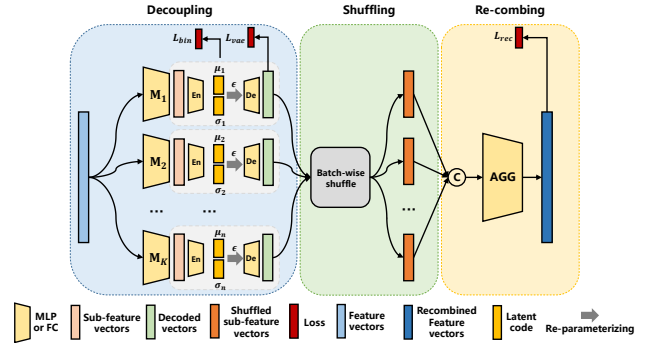 Decoupling
Shuffling
Re-combing
L_bin
L_vae
L_rec
M_1
En
μ_1
σ_1
ϵ
De
M_2
En
μ_2
σ_2
ϵ
De
... ...
M_K
En
μ_n
σ_n
ϵ
De
Batch-wise
shuffle
...
C
AGG
MLP
or FC
Sub-feature
vectors
Decoded
vectors
Shuffled
sub-feature
vectors
Loss
Feature
vectors
Recombined
Feature
vectors
Latent
code
Re-parameterizing